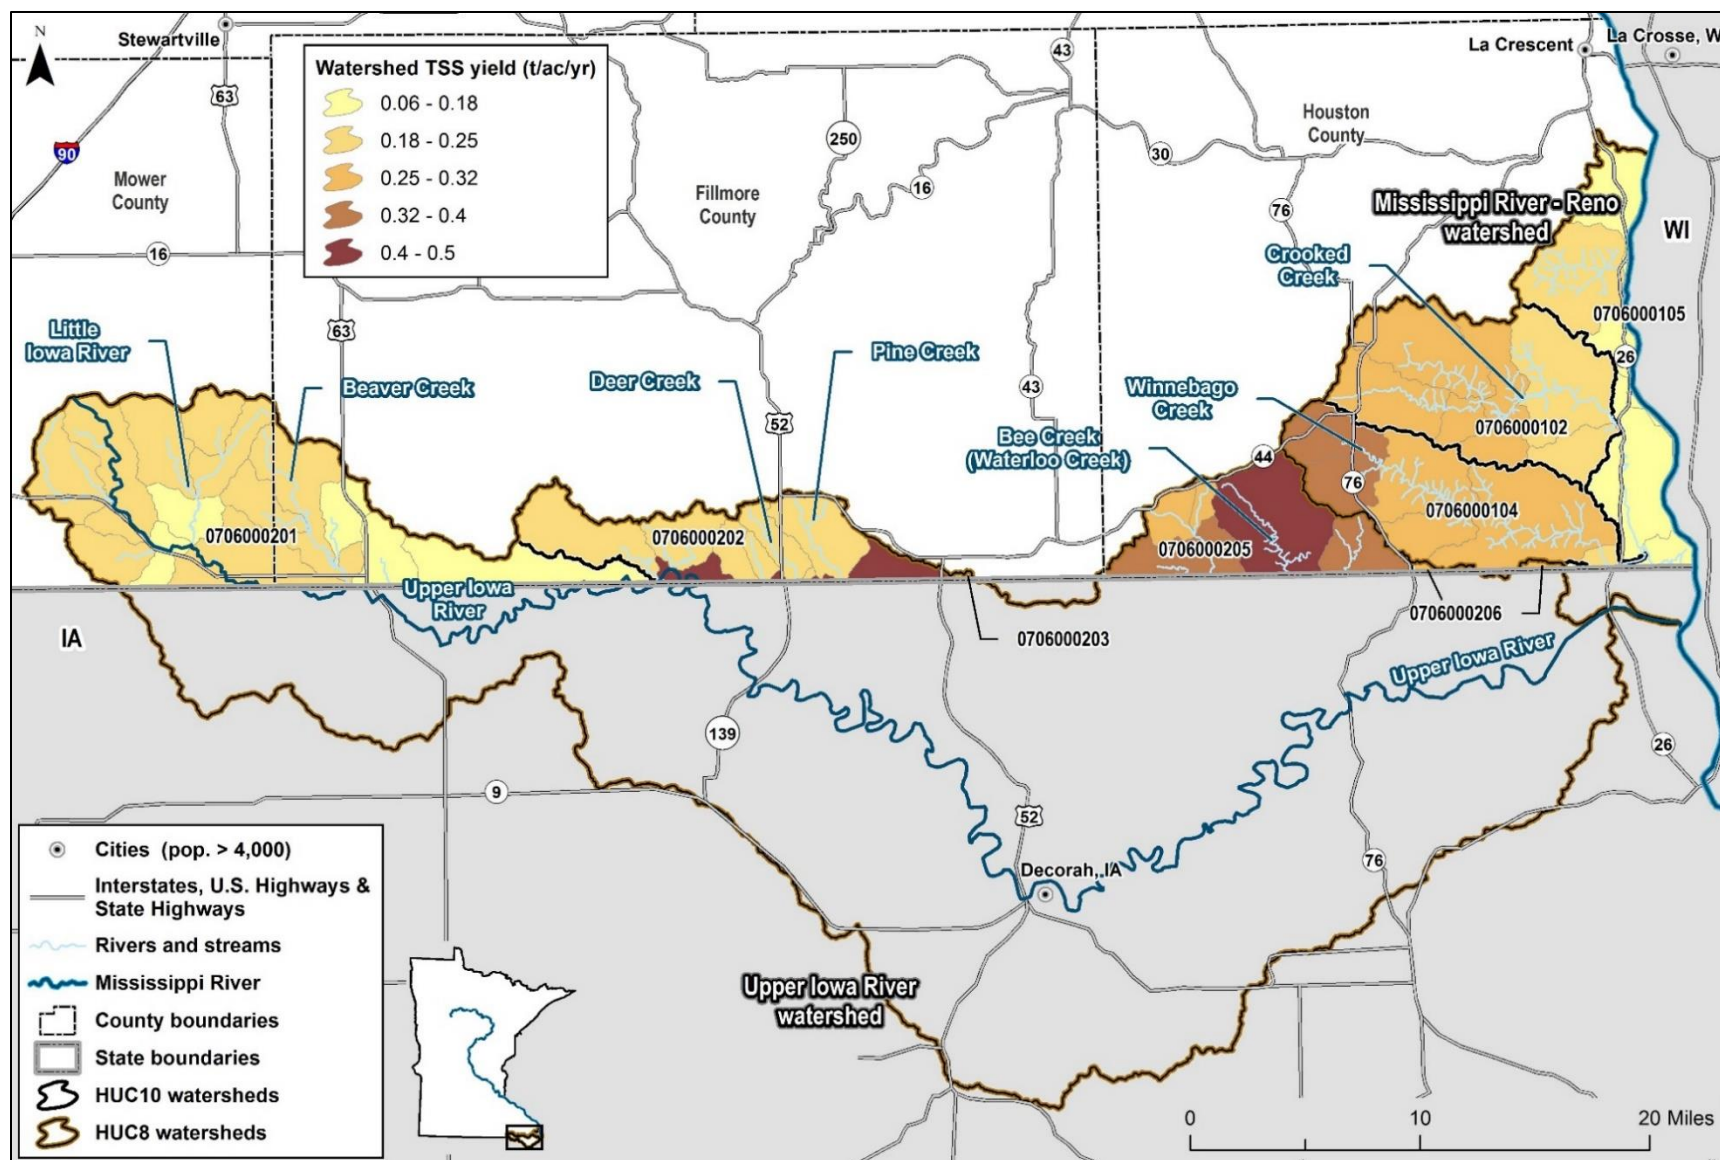 N
Stewartville
63
90
Mower
County
16
Watershed TSS yield (t/ac/yr)
0.06 - 0.18
0.18 - 0.25
0.25 - 0.32
0.32 - 0.4
0.4 - 0.5
250
43
16
30
Fillmore
County
La Crescent
La Crosse, W
Houston
County
76
Mississippi River - Reno
watershed
WI
Crooked
Creek
0706000105
26
Little
Iowa River
63
Beaver Creek
Deer Creek
Pine Creek
52
43
Winnebago
Creek
Bee Creek
(Waterloo Creek)
44
76
0706000102
0706000104
0706000201
0706000202
0706000205
Upper Iowa
River
IA
0706000203
0706000206
Upper Iowa River
139
9
52
Decorah, IA
76
26
Upper Iowa River
watershed
Cities (pop. > 4,000)
Interstates, U.S. Highways &
State Highways
Rivers and streams
Mississippi River
County boundaries
State boundaries
HUC10 watersheds
HUC8 watersheds
0 10 20 Miles